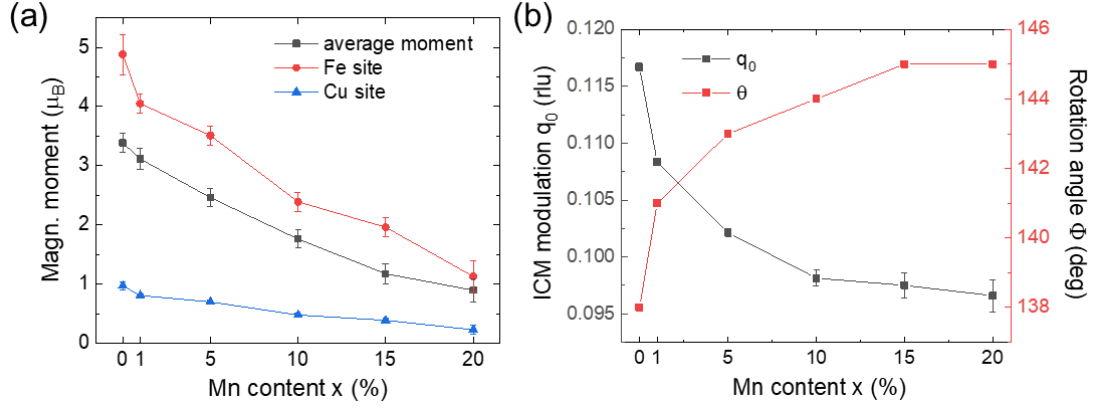 (a)
Magn. moment (μB)
5
4
3
2
1
0
average moment
Fe site
Cu site
0 1 5 10 15 20
Mn content x (%)
(b)
ICM modulation q0 (rlu)
0.120
0.115
0.110
0.105
0.100
0.095
q0
θ
146
144
142
140
138
Rotation angle Φ (deg)
0 1 5 10 15 20
Mn content x (%)